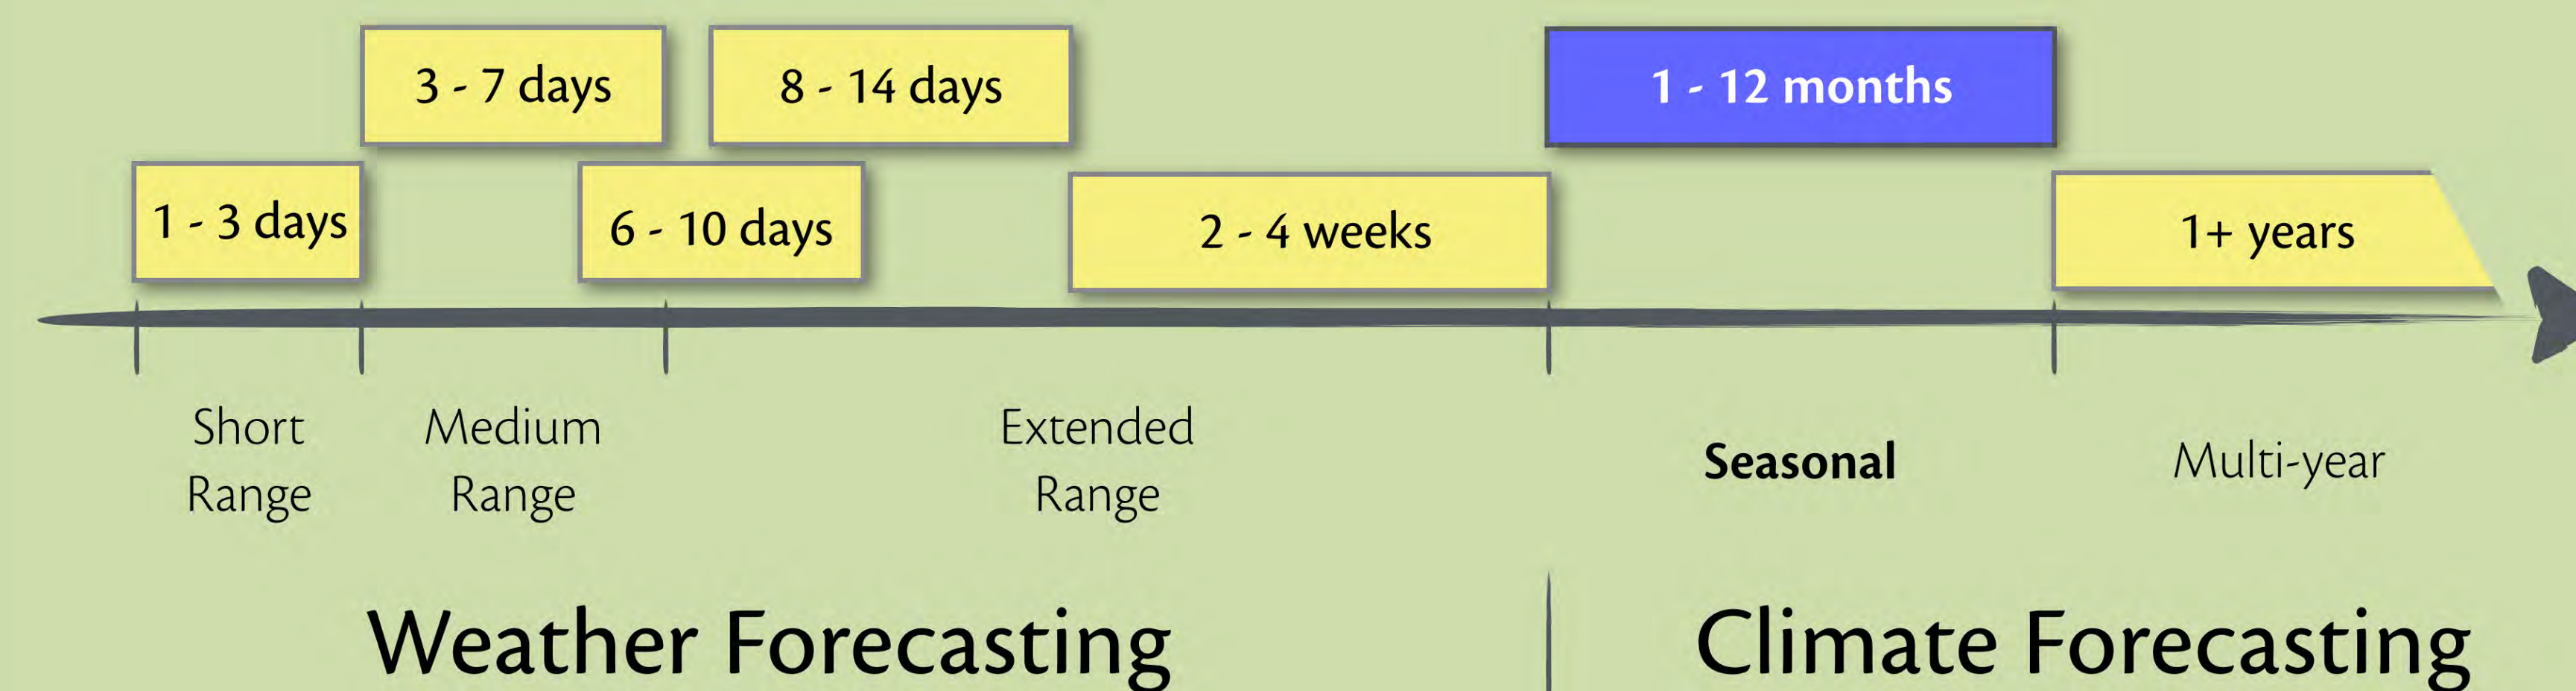 3 - 7 days
8 - 14 days
1 - 12 months
1 - 3 days
6 - 10 days
2 - 4 weeks
1+ years
Short
Range
Medium
Range
Extended
Range
Seasonal
Multi-year
Weather Forecasting
Climate Forecasting